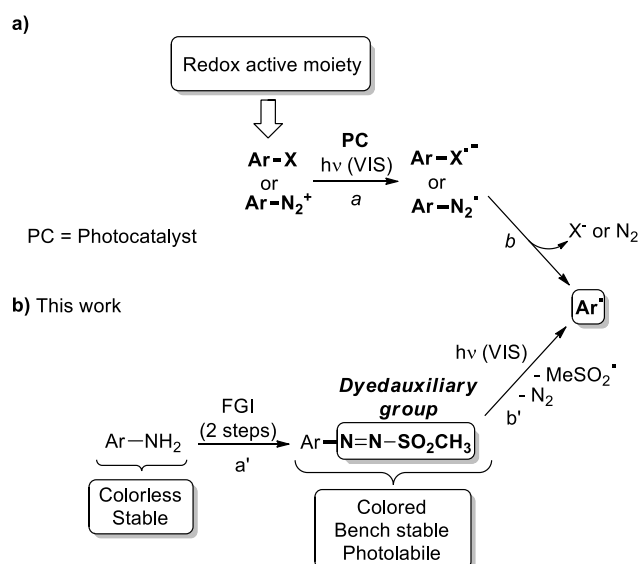 a)
Redox active moiety
Ar–X
or
Ar–N₂⁺
PC
hν (VIS)
a
Ar–X•⁻
or
Ar–N₂•
PC = Photocatalyst
b
X⁻ or N₂
Ar•
b) This work
hν (VIS)
- MeSO₂•
- N₂
b'
Dyedauxiliary
group
FGI
(2 steps)
a'
Ar–NH₂
Ar–N=N–SO₂CH₃
Colorless
Stable
Colored
Bench stable
Photolabile